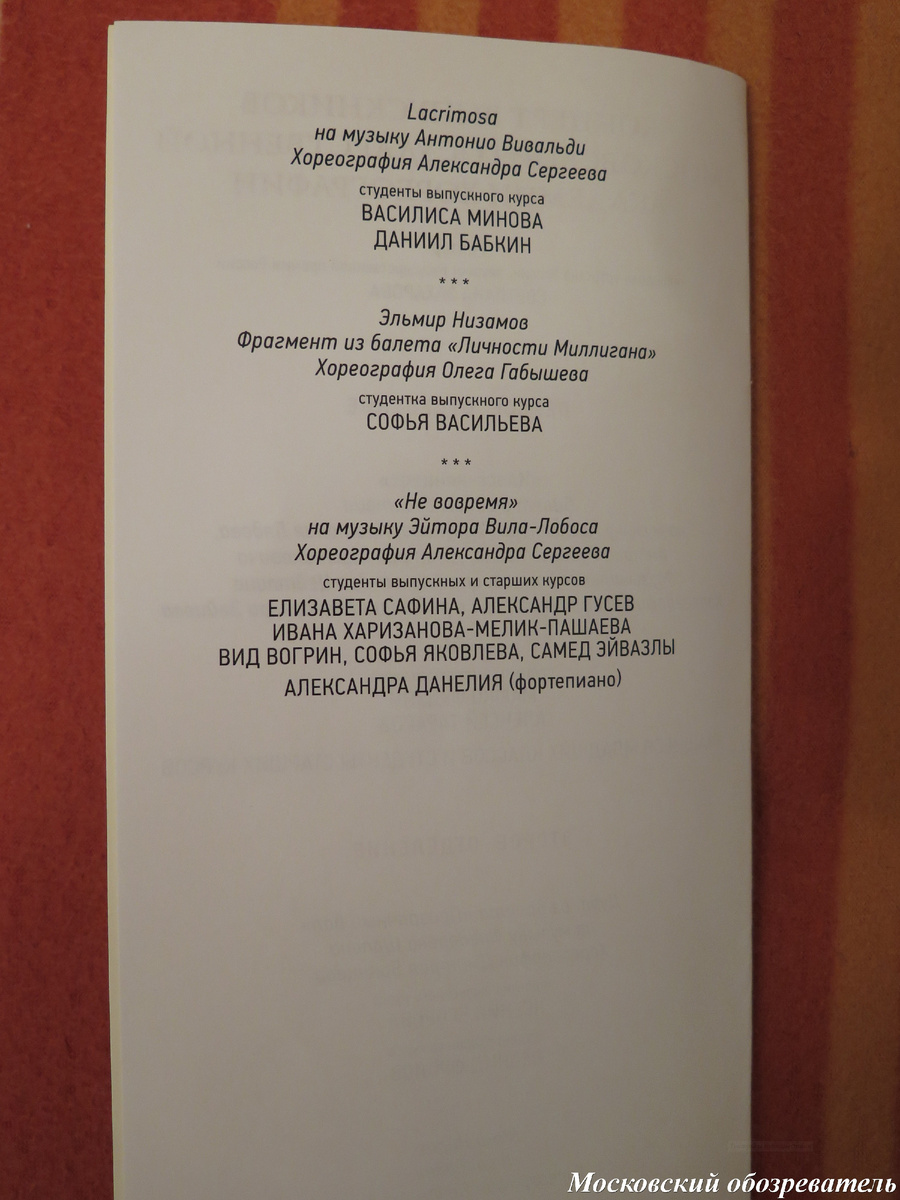 Lacrimosa
на музыку Антонио Вивальди
Хореография Александра Сергеева
студенты выпускного курса
ВАСИЛИСА МИНОВА
ДАНИИЛ БАБКИН
***
Эльмир Низамов
Фрагмент из балета «Личности Миллигана»
Хореография Олега Габышева
студентка выпускного курса
СОФЬЯ ВАСИЛЬЕВА
***
«Не вовремя»
на музыку Эйтора Вила-Лобоса
Хореография Александра Сергеева
студенты выпускных и старших курсов
ЕЛИЗАВЕТА САФИНА, АЛЕКСАНДР ГУСЕВ
ИВАНА ХАРИЗАНОВА-МЕЛИК-ПАШАЕВА
ВИД ВОГРИН, СОФЬЯ ЯКОВЛЕВА, САМЕД ЭЙВАЗЛЫ
АЛЕКСАНДРА ДАНЕЛИЯ (фортепиано)
Московский обозреватель